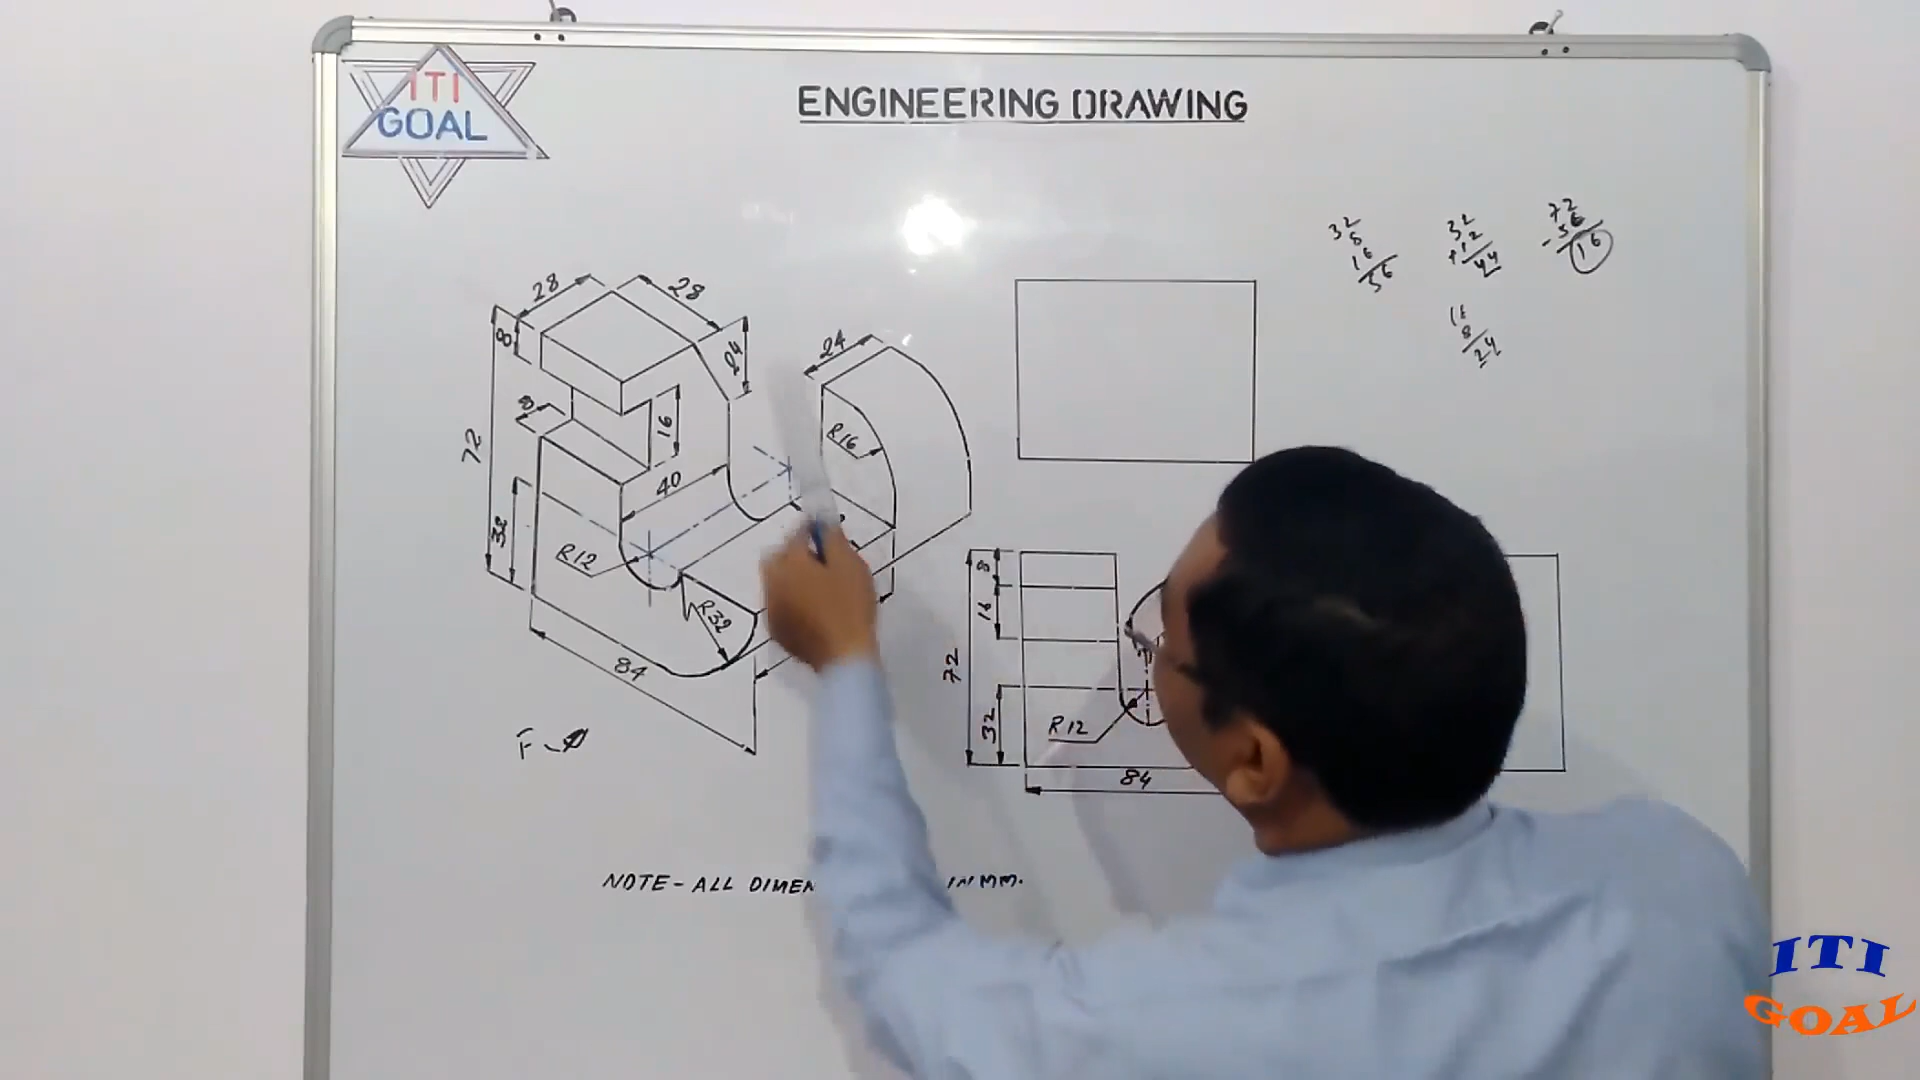 ITI
GOAL
ENGINEERING DRAWING
32
8
16
56
32
+12
44
72
-56
16
16
8
24
28
28
8
24
24
8
16
R16
72
40
32
R12
R32
84
8
16
72
32
R12
84
F-
NOTE - ALL DIMEN
IN MM.
ITI
GOAL